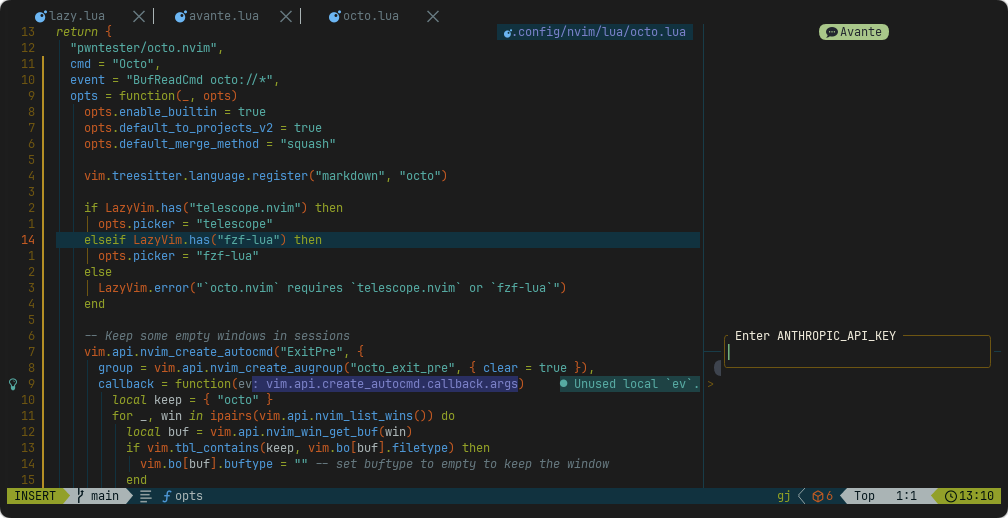 lazy.lua avante.lua octo.lua
13 return { .config/nvim/lua/octo.lua Avante
12 "pwntester/octo.nvim",
11 cmd = "Octo",
10 event = "BufReadCmd octo://*",
9 opts = function(_, opts)
8 opts.enable_builtin = true
7 opts.default_to_projects_v2 = true
6 opts.default_merge_method = "squash"
5
4 vim.treesitter.language.register("markdown", "octo")
3
2 if LazyVim.has("telescope.nvim") then
1 opts.picker = "telescope"
14 elseif LazyVim.has("fzf-lua") then
1 opts.picker = "fzf-lua"
2 else
3 LazyVim.error("`octo.nvim` requires `telescope.nvim` or `fzf-lua`")
4 end
5
6 -- Keep some empty windows in sessions
Enter ANTHROPIC_API_KEY
7 vim.api.nvim_create_autocmd("ExitPre", {
8 group = vim.api.nvim_create_augroup("octo_exit_pre", { clear = true }),
9 callback = function(ev: vim.api.create_autocmd.callback.args) ● Unused local `ev`. >
10 local keep = { "octo" }
11 for _, win in ipairs(vim.api.nvim_list_wins()) do
12 local buf = vim.api.nvim_win_get_buf(win)
13 if vim.tbl_contains(keep, vim.bo[buf].filetype) then
14 vim.bo[buf].buftype = "" -- set buftype to empty to keep the window
15 end
INSERT main opts gj 6 Top 1:1 13:10